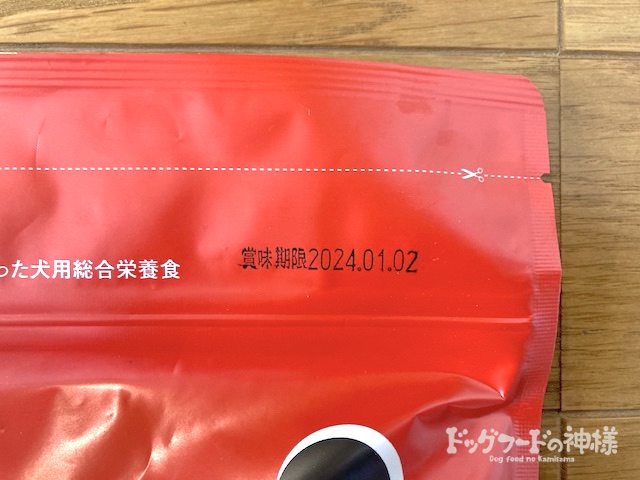 った犬用総合栄養食
賞味期限2024.01.02
ドッグフードの神様
Dog food no Kamisama